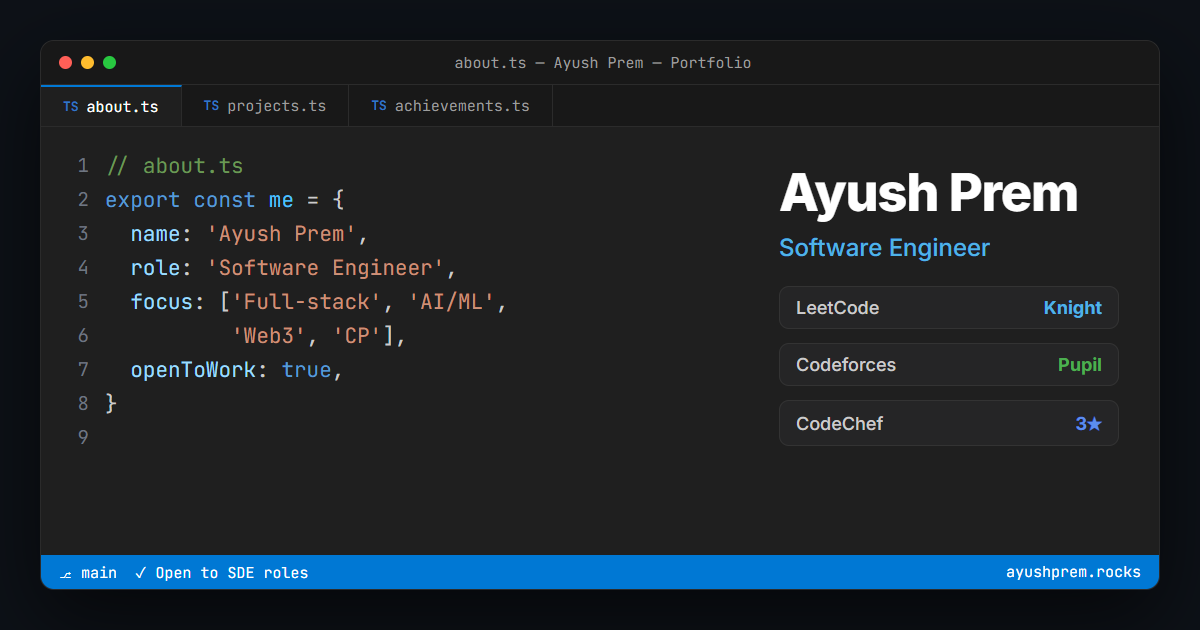 about.ts — Ayush Prem — Portfolio
TS about.ts
TS projects.ts
TS achievements.ts
1 // about.ts
2 export const me = {
3   name: 'Ayush Prem',
4   role: 'Software Engineer',
5   focus: ['Full-stack', 'AI/ML',
6           'Web3', 'CP'],
7   openToWork: true,
8 }
9
Ayush Prem
Software Engineer
LeetCode Knight
Codeforces Pupil
CodeChef 3★
⎇ main ✓ Open to SDE roles
ayushprem.rocks